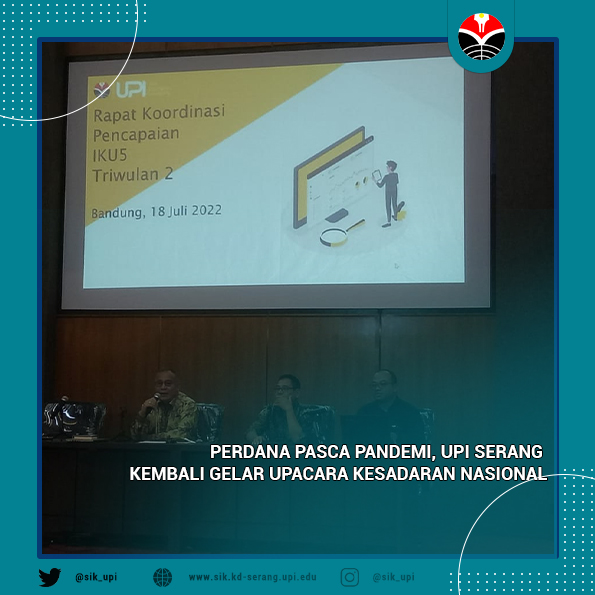 UPI
Rapat Koordinasi
Pencapaian
IKU5
Triwulan 2
Bandung, 18 Juli 2022
PERDANA PASCA PANDEMI, UPI SERANG
KEMBALI GELAR UPACARA KESADARAN NASIONAL
@sik_upi
www.sik.kd-serang.upi.edu
@sik_upi